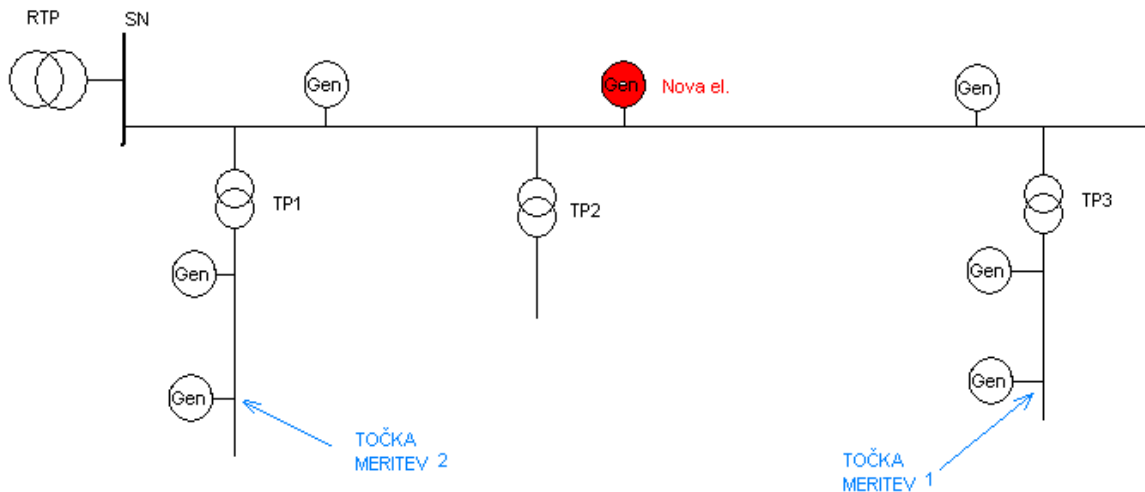 RTP
SN
Gen
Gen
Nova el.
Gen
TP1
TP2
TP3
Gen
Gen
Gen
Gen
TOČKA
MERITEV 2
TOČKA
MERITEV 1